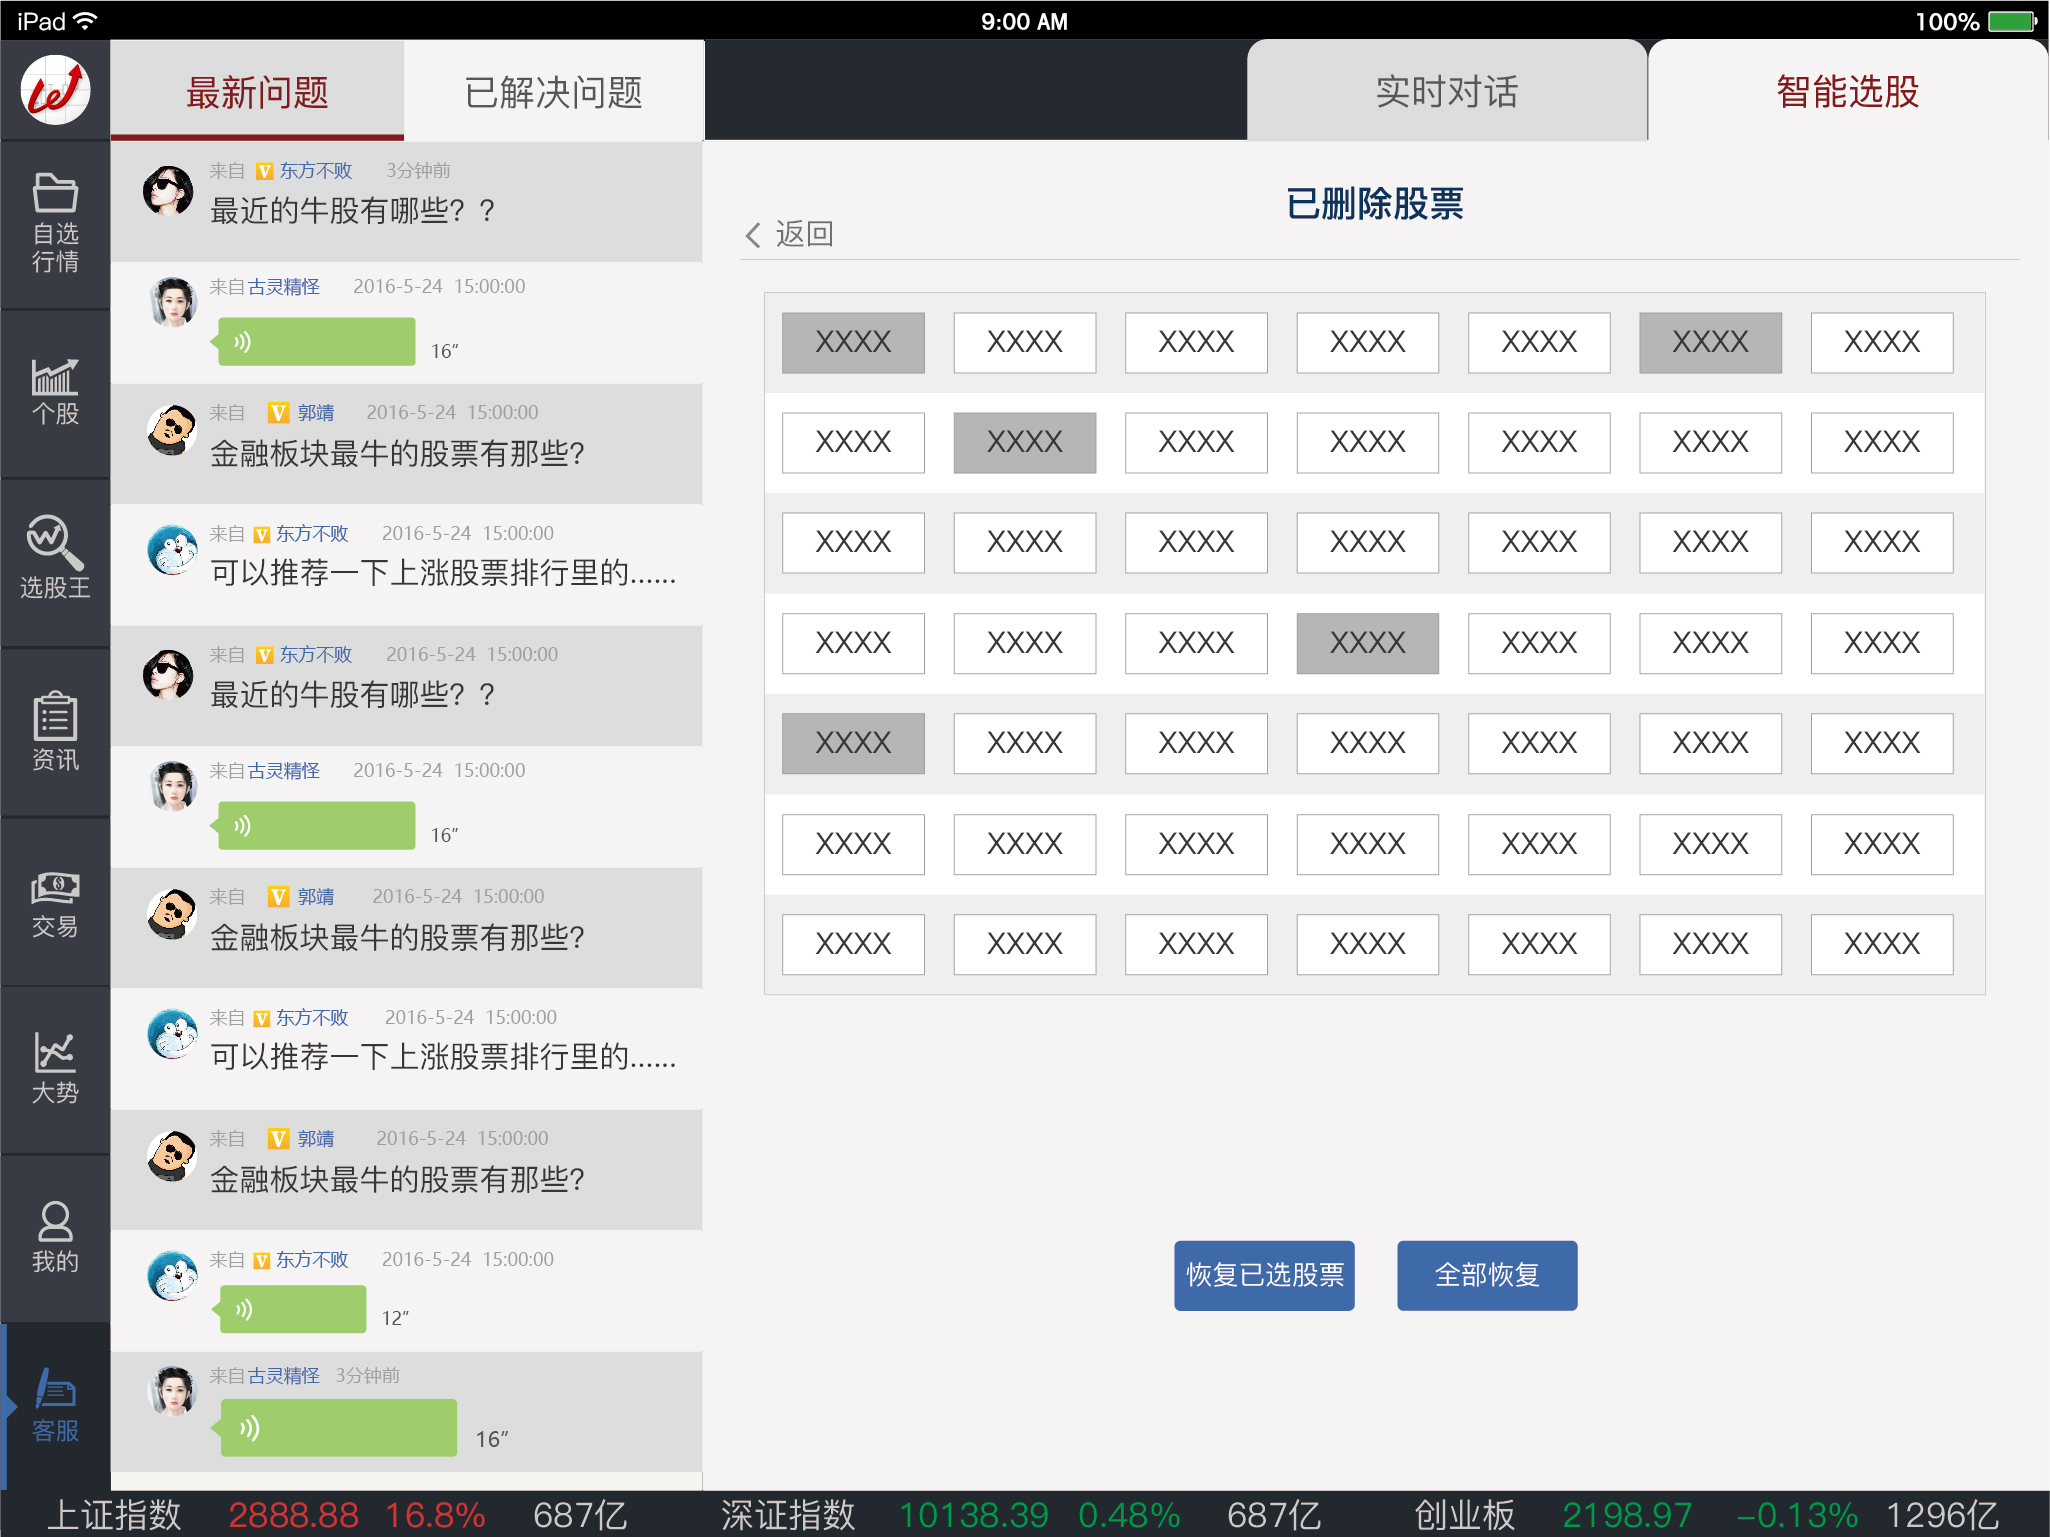 iPad 9:00 AM 100%
最新问题 已解决问题 实时对话 智能选股
自选
行情
个股
选股王
资讯
交易
大势
我的
客服
来自 V 东方不败 3分钟前
最近的牛股有哪些？？
来自古灵精怪 2016-5-24 15:00:00
16”
来自 V 郭靖 2016-5-24 15:00:00
金融板块最牛的股票有那些？
来自 V 东方不败 2016-5-24 15:00:00
可以推荐一下上涨股票排行里的……
来自 V 东方不败 2016-5-24 15:00:00
最近的牛股有哪些？？
来自古灵精怪 2016-5-24 15:00:00
16”
来自 V 郭靖 2016-5-24 15:00:00
金融板块最牛的股票有那些？
来自 V 东方不败 2016-5-24 15:00:00
可以推荐一下上涨股票排行里的……
来自 V 郭靖 2016-5-24 15:00:00
金融板块最牛的股票有那些？
来自 V 东方不败 2016-5-24 15:00:00
12”
来自古灵精怪 3分钟前
16”
已删除股票
返回
XXXX XXXX XXXX XXXX XXXX XXXX XXXX
XXXX XXXX XXXX XXXX XXXX XXXX XXXX
XXXX XXXX XXXX XXXX XXXX XXXX XXXX
XXXX XXXX XXXX XXXX XXXX XXXX XXXX
XXXX XXXX XXXX XXXX XXXX XXXX XXXX
XXXX XXXX XXXX XXXX XXXX XXXX XXXX
XXXX XXXX XXXX XXXX XXXX XXXX XXXX
恢复已选股票 全部恢复
上证指数 2888.88 16.8% 687亿 深证指数 10138.39 0.48% 687亿 创业板 2198.97 -0.13% 1296亿